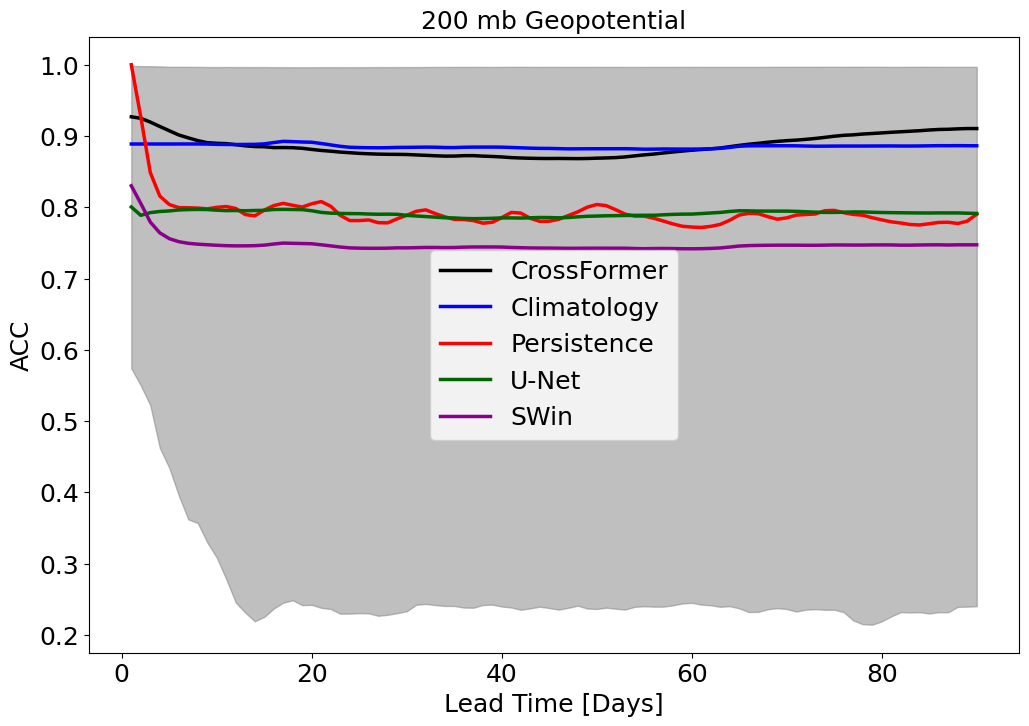 200 mb Geopotential
ACC
1.0
0.9
0.8
0.7
0.6
0.5
0.4
0.3
0.2
CrossFormer
Climatology
Persistence
U-Net
SWin
0 20 40 60 80
Lead Time [Days]